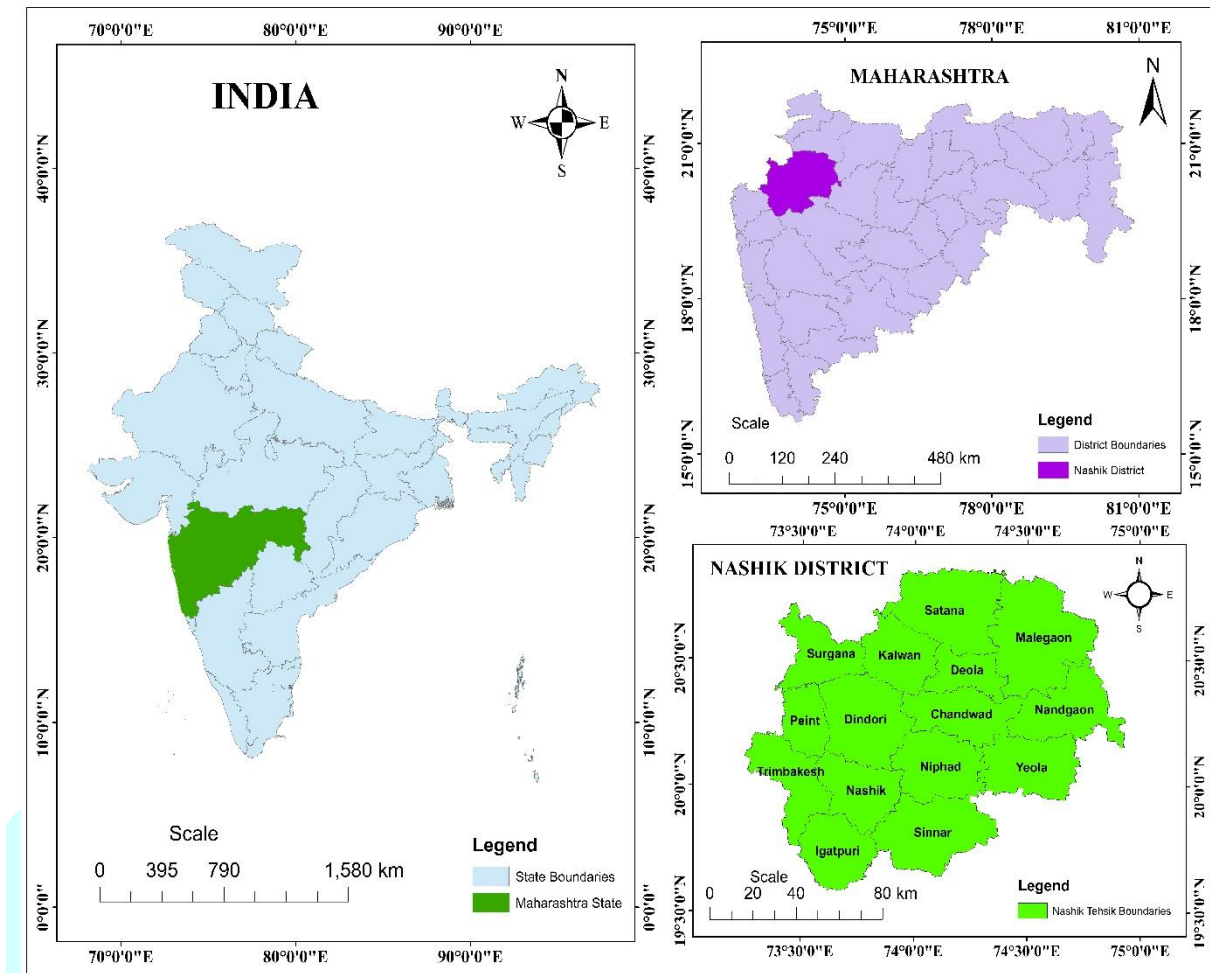 70°0'0"E 80°0'0"E 90°0'0"E
INDIA
N
W E
S
40°0'0"N 40°0'0"N
30°0'0"N 30°0'0"N
20°0'0"N 20°0'0"N
10°0'0"N 10°0'0"N
0°0'0" 0°0'0"
Scale
0 395 790 1,580 km
Legend
State Boundaries
Maharashtra State
70°0'0"E 80°0'0"E 90°0'0"E
75°0'0"E 78°0'0"E 81°0'0"E
MAHARASHTRA
N
21°0'0"N 21°0'0"N
18°0'0"N 18°0'0"N
15°0'0"N 15°0'0"N
Scale
0 120 240 480 km
Legend
District Boundaries
Nashik District
75°0'0"E 78°0'0"E 81°0'0"E
73°30'0"E 74°0'0"E 74°30'0"E 75°0'0"E
NASHIK DISTRICT
N
W E
S
20°30'0"N 20°30'0"N
20°0'0"N 20°0'0"N
19°30'0"N 19°30'0"N
Satana
Malegaon
Surgana
Kalwan
Deola
Peint
Dindori
Chandwad
Nandgaon
Trimbakesh
Niphad
Yeola
Nashik
Sinnar
Igatpuri
Scale
0 20 40 80 km
Legend
Nashik Tehsik Boundaries
73°30'0"E 74°0'0"E 74°30'0"E 75°0'0"E